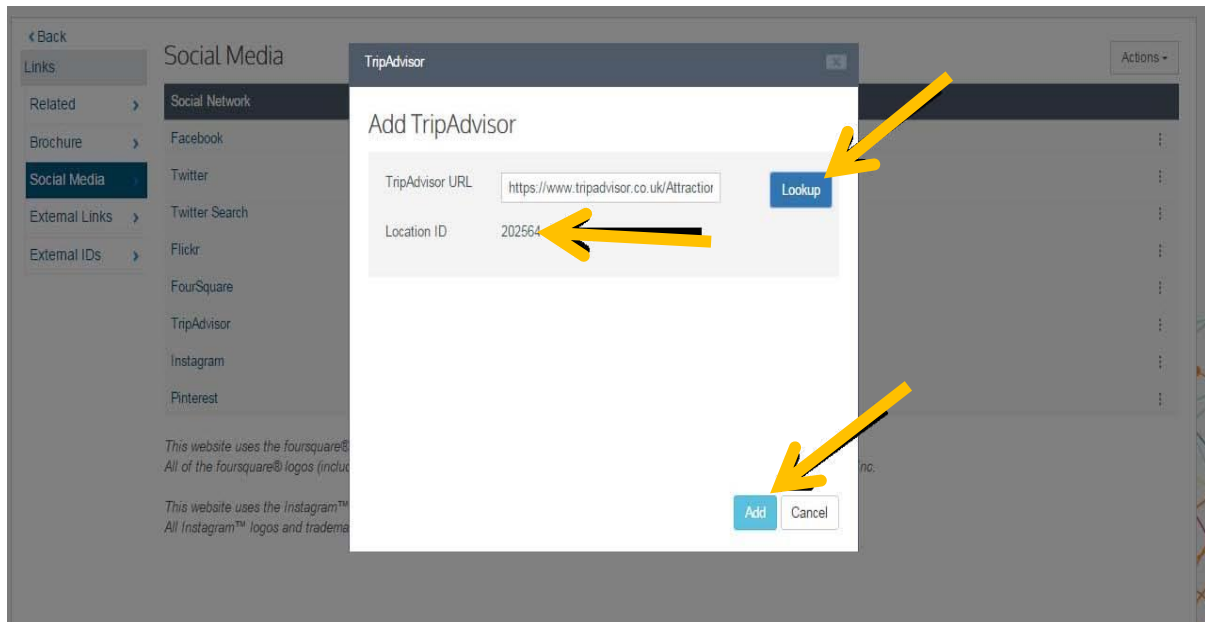 Back
Links
Related
Brochure
Social Media
External Links
External IDs
Social Media
Actions
Social Network
Facebook
Twitter
Twitter Search
Flickr
FourSquare
TripAdvisor
Instagram
Pinterest
This website uses the foursquare®
All of the foursquare® logos (includ
nc.
This website uses the Instagram™
All Instagram™ logos and tradema
TripAdvisor
Add TripAdvisor
TripAdvisor URL https://www.tripadvisor.co.uk/Attraction Lookup
Location ID 202564
Add Cancel